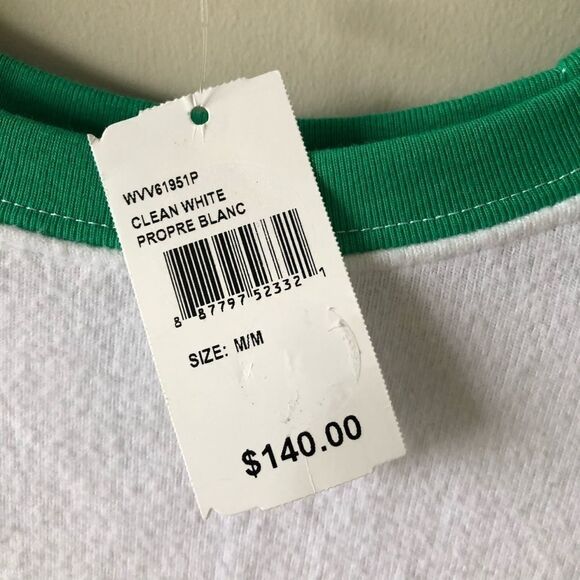 WVV61951P
CLEAN WHITE
PROPRE BLANC
8 87797 52332 1
SIZE: M/M
$140.00